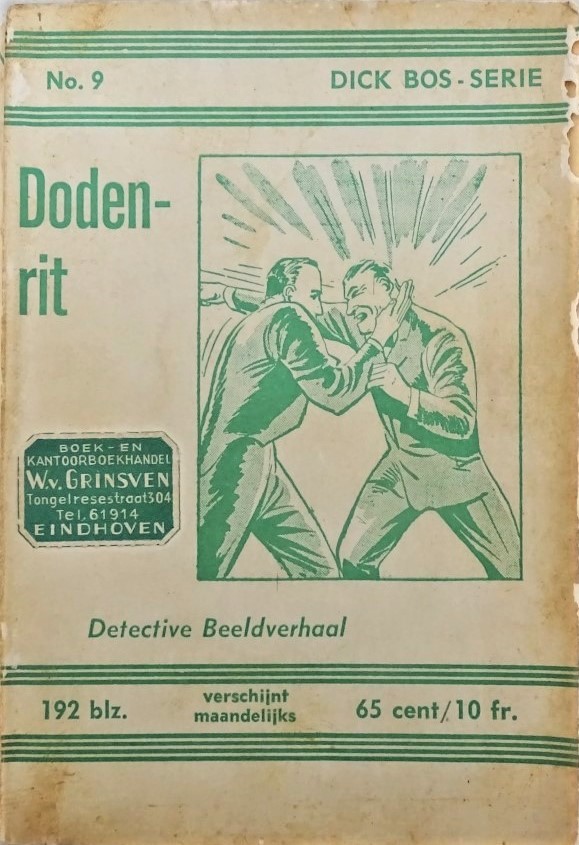 No. 9
DICK BOS - SERIE
Doden-
rit
BOEK - EN
KANTOORBOEKHANDEL
W.v. GRINSVEN
Tongelresestraat 304
Tel. 61914
EINDHOVEN
Detective Beeldverhaal
192 blz.
verschijnt
maandelijks
65 cent/10 fr.